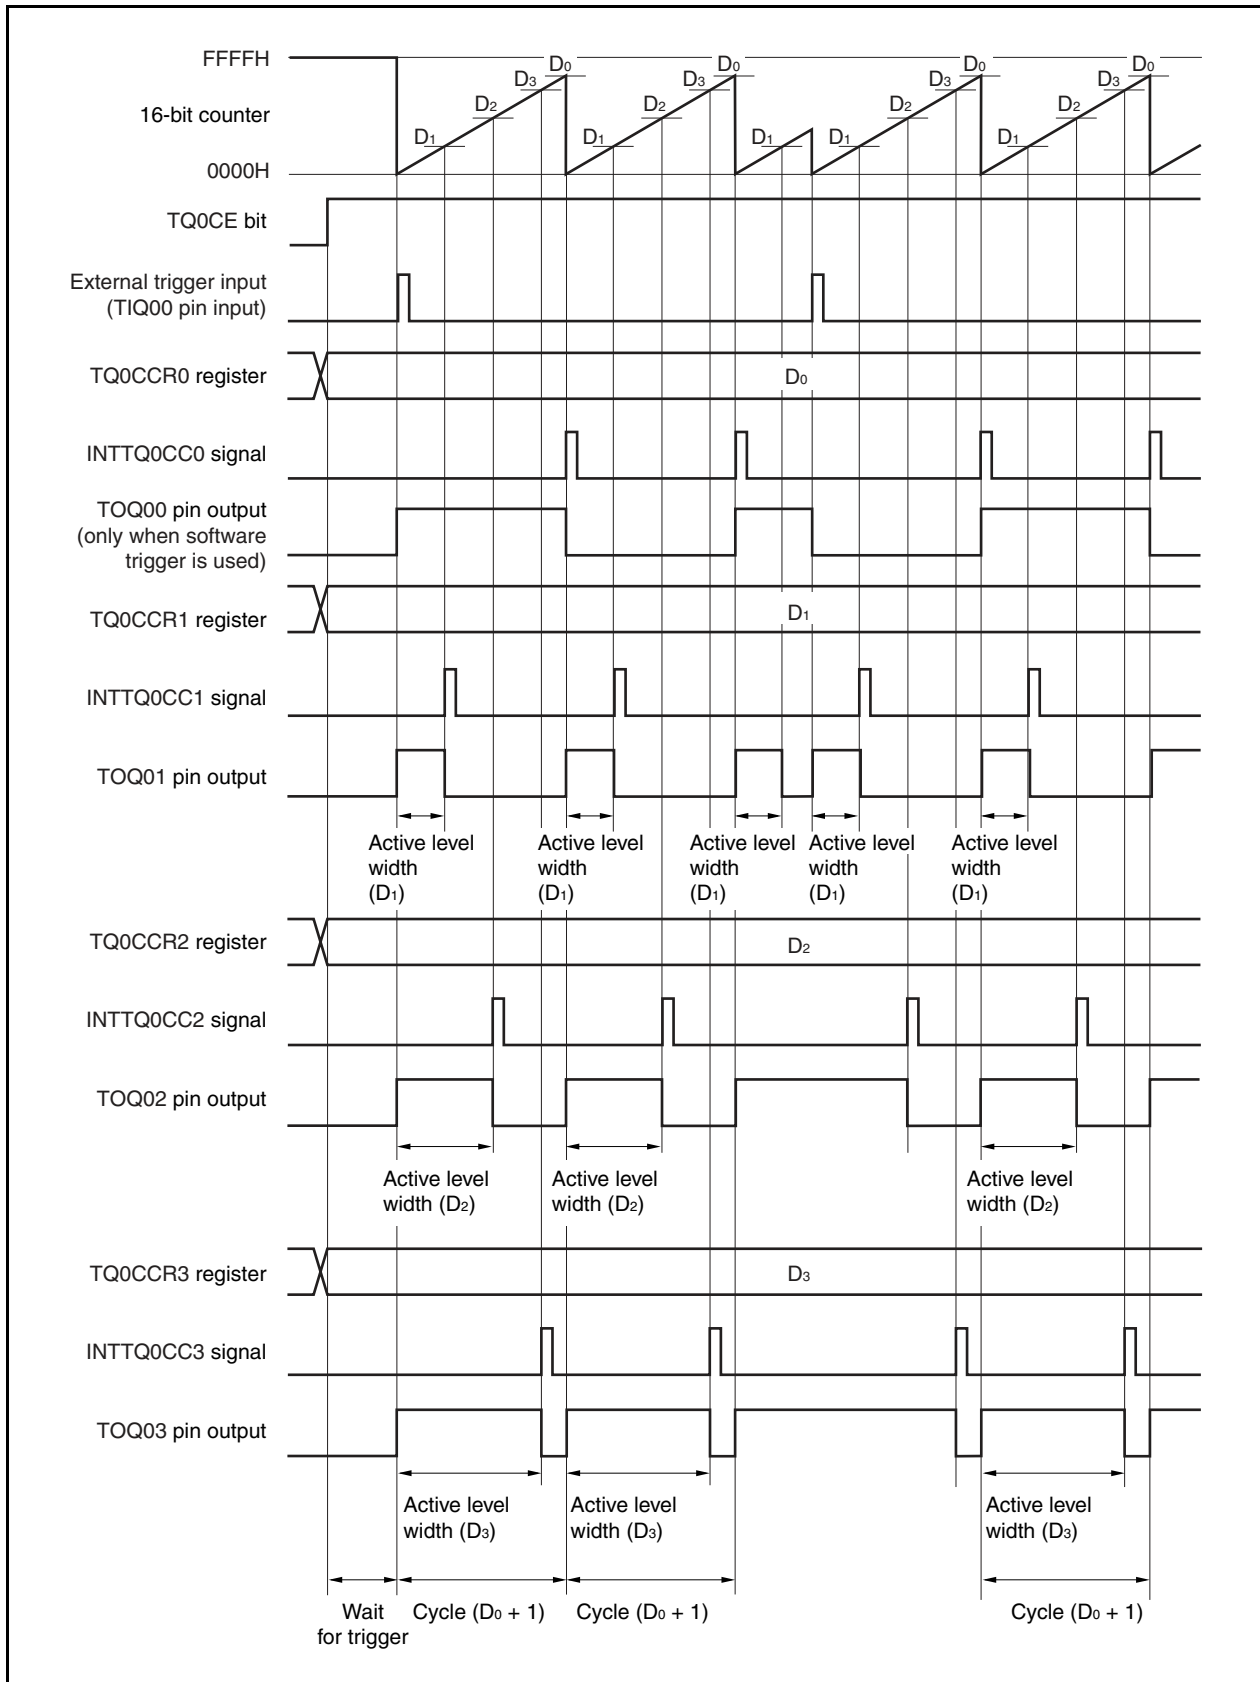 FFFFH
D0 D0 D0 D0
D3 D3 D3 D3
D2 D2 D2 D2
16-bit counter
D1 D1 D1 D1 D1
0000H
TQ0CE bit
External trigger input
(TIQ00 pin input)
TQ0CCR0 register
D0
INTTQ0CC0 signal
TOQ00 pin output
(only when software
trigger is used)
TQ0CCR1 register
D1
INTTQ0CC1 signal
TOQ01 pin output
Active level Active level Active level Active level Active level
width width width width width
(D1) (D1) (D1) (D1) (D1)
TQ0CCR2 register
D2
INTTQ0CC2 signal
TOQ02 pin output
Active level Active level Active level
width (D2) width (D2) width (D2)
TQ0CCR3 register
D3
INTTQ0CC3 signal
TOQ03 pin output
Active level Active level Active level
width (D3) width (D3) width (D3)
Wait Cycle (D0 + 1) Cycle (D0 + 1) Cycle (D0 + 1)
for trigger